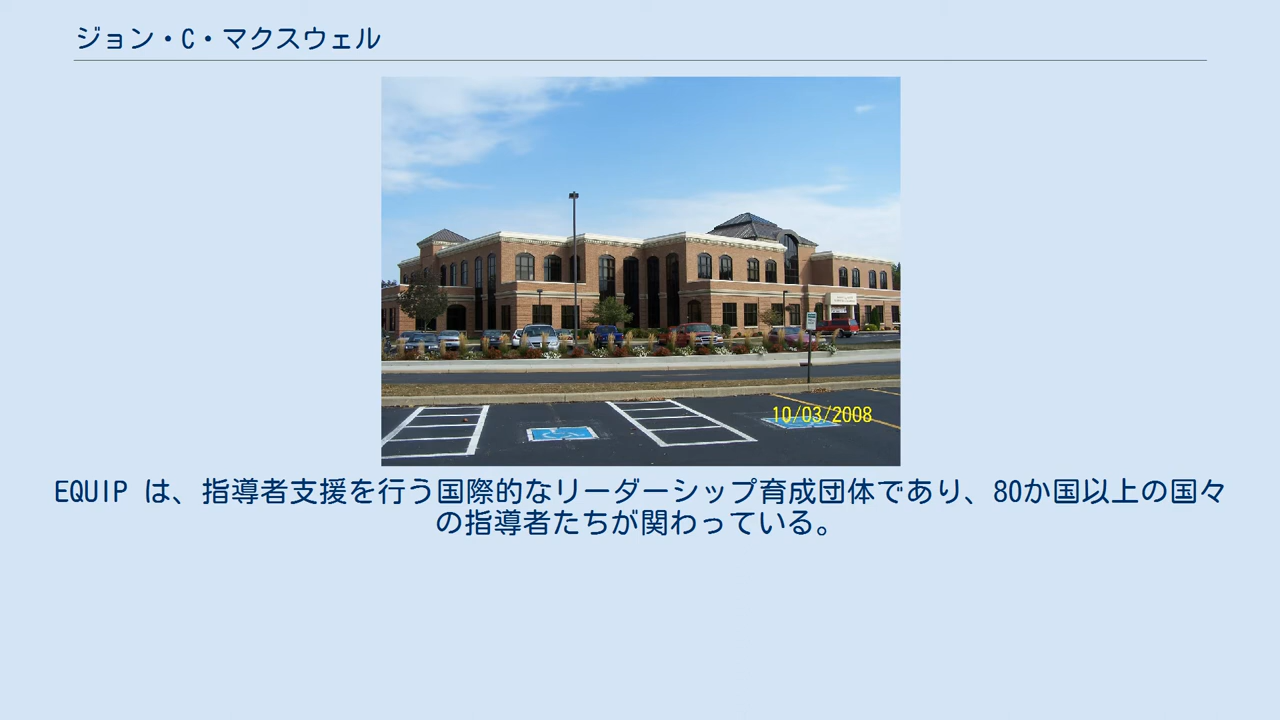 ジョン・C・マクスウェル
10/03/2008
EQUIP は、指導者支援を行う国際的なリーダーシップ育成団体であり、80か国以上の国々
の指導者たちが関わっている。